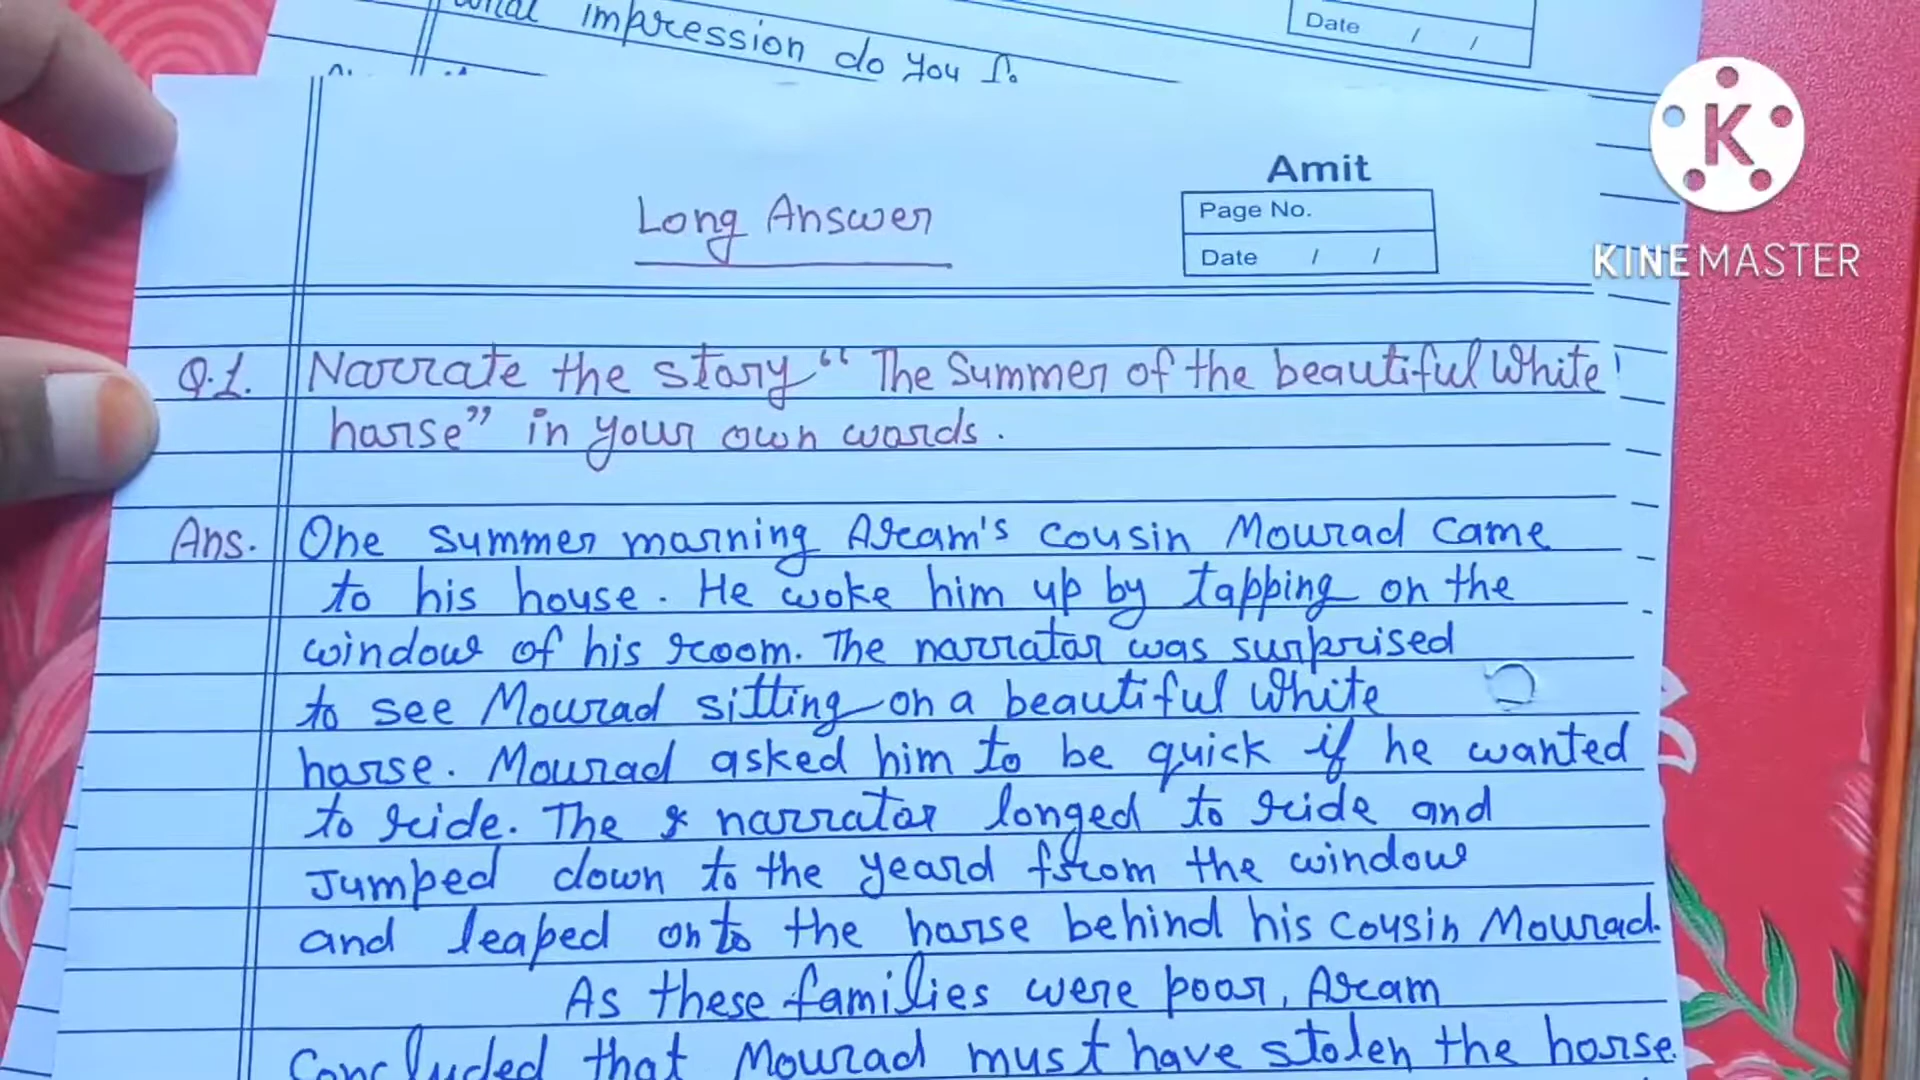 impression do you
Date / /
Amit
Page No.
Date / /
K
KINEMASTER
Long Answer
Q.1. Narrate the story "The Summer of the beautiful White
horse" in your own words.
Ans. One summer morning Aram's cousin Mourad came
to his house. He woke him up by tapping on the
window of his room. The narrator was surprised
to see Mourad sitting on a beautiful White
horse. Mourad asked him to be quick if he wanted
to ride. The narrator longed to ride and
Jumped down to the yeard from the window
and leaped onto the horse behind his cousin Mourad.
As these families were poor, Aram
Concluded that Mourad must have stolen the horse.